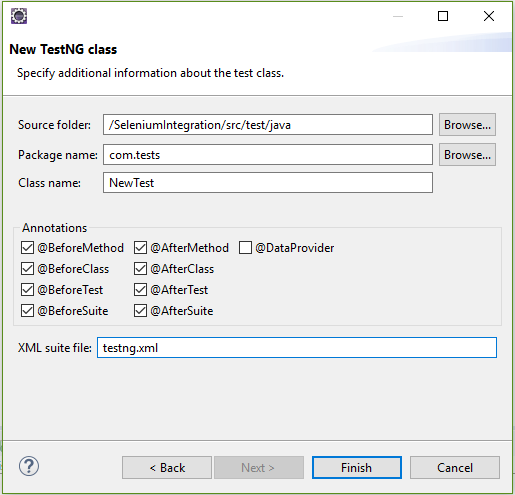 New TestNG class
Specify additional information about the test class.
Source folder: /SeleniumIntegration/src/test/java Browse...
Package name: com.tests Browse...
Class name: NewTest
Annotations
@BeforeMethod @AfterMethod @DataProvider
@BeforeClass @AfterClass
@BeforeTest @AfterTest
@BeforeSuite @AfterSuite
XML suite file: testng.xml
? < Back Next > Finish Cancel